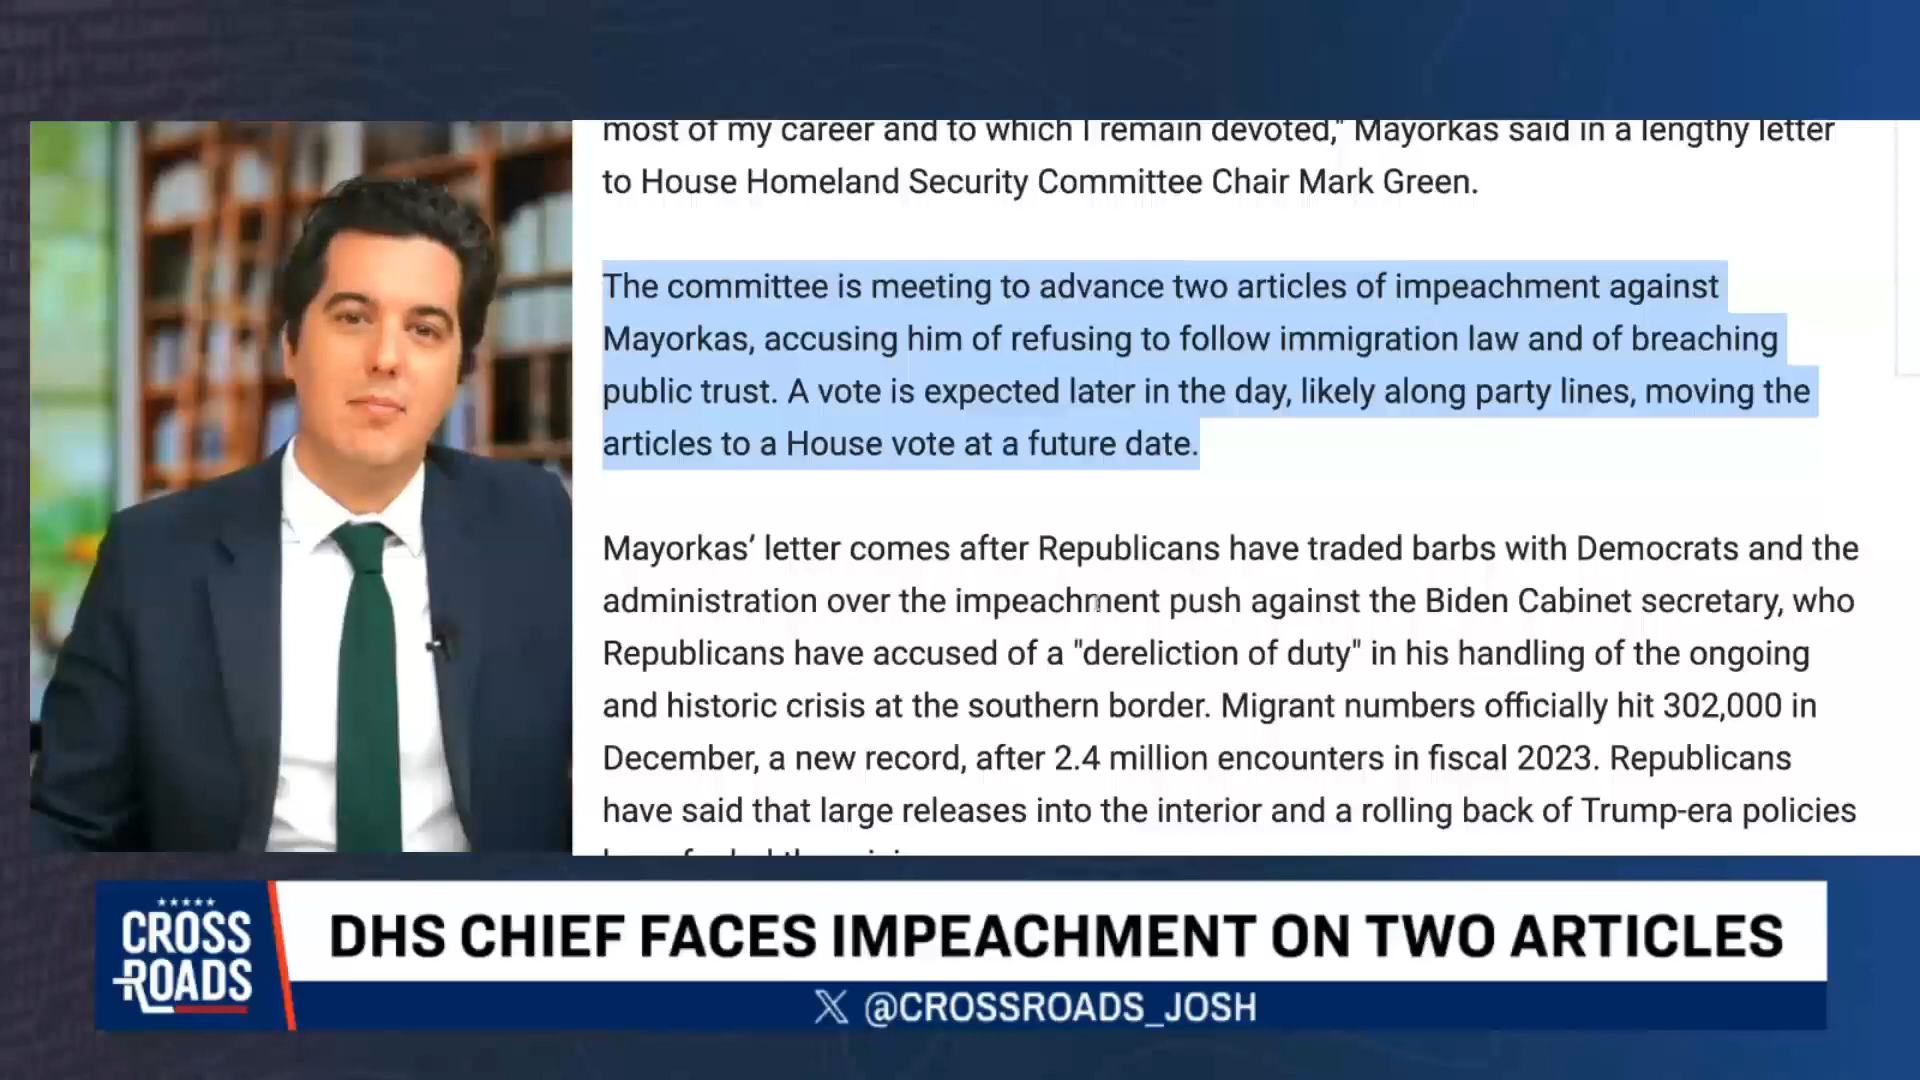 most of my career and to which I remain devoted," Mayorkas said in a lengthy letter
to House Homeland Security Committee Chair Mark Green.
The committee is meeting to advance two articles of impeachment against
Mayorkas, accusing him of refusing to follow immigration law and of breaching
public trust. A vote is expected later in the day, likely along party lines, moving the
articles to a House vote at a future date.
Mayorkas’ letter comes after Republicans have traded barbs with Democrats and the
administration over the impeachment push against the Biden Cabinet secretary, who
Republicans have accused of a "dereliction of duty" in his handling of the ongoing
and historic crisis at the southern border. Migrant numbers officially hit 302,000 in
December, a new record, after 2.4 million encounters in fiscal 2023. Republicans
have said that large releases into the interior and a rolling back of Trump-era policies
CROSS
ROADS
DHS CHIEF FACES IMPEACHMENT ON TWO ARTICLES
X @CROSSROADS_JOSH